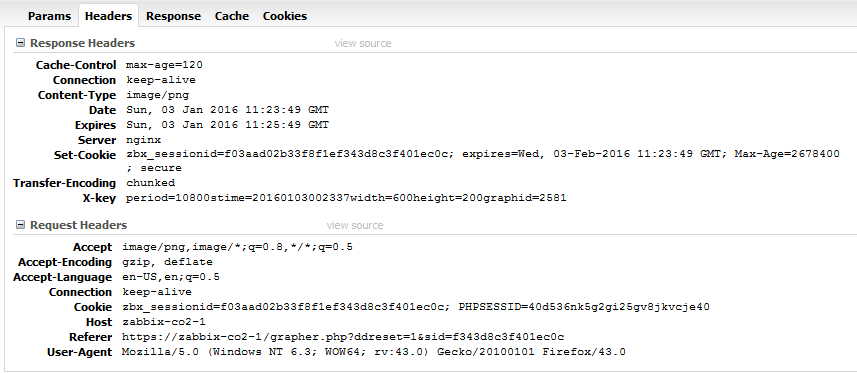 Params Headers Response Cache Cookies
Response Headers view source
Cache-Control max-age=120
Connection keep-alive
Content-Type image/png
Date Sun, 03 Jan 2016 11:23:49 GMT
Expires Sun, 03 Jan 2016 11:25:49 GMT
Server nginx
Set-Cookie zbx_sessionid=f03aad02b33f8f1ef343d8c3f401ec0c; expires=Wed, 03-Feb-2016 11:23:49 GMT; Max-Age=2678400
; secure
Transfer-Encoding chunked
X-key period=10800stime=20160103002337width=600height=200graphid=2581
Request Headers view source
Accept image/png,image/*;q=0.8,*/*;q=0.5
Accept-Encoding gzip, deflate
Accept-Language en-US,en;q=0.5
Connection keep-alive
Cookie zbx_sessionid=f03aad02b33f8f1ef343d8c3f401ec0c; PHPSESSID=40d536nk5g2gi25gv8jkvcje40
Host zabbix-co2-1
Referer https://zabbix-co2-1/grapher.php?ddreset=1&sid=f343d8c3f401ec0c
User-Agent Mozilla/5.0 (Windows NT 6.3; WOW64; rv:43.0) Gecko/20100101 Firefox/43.0